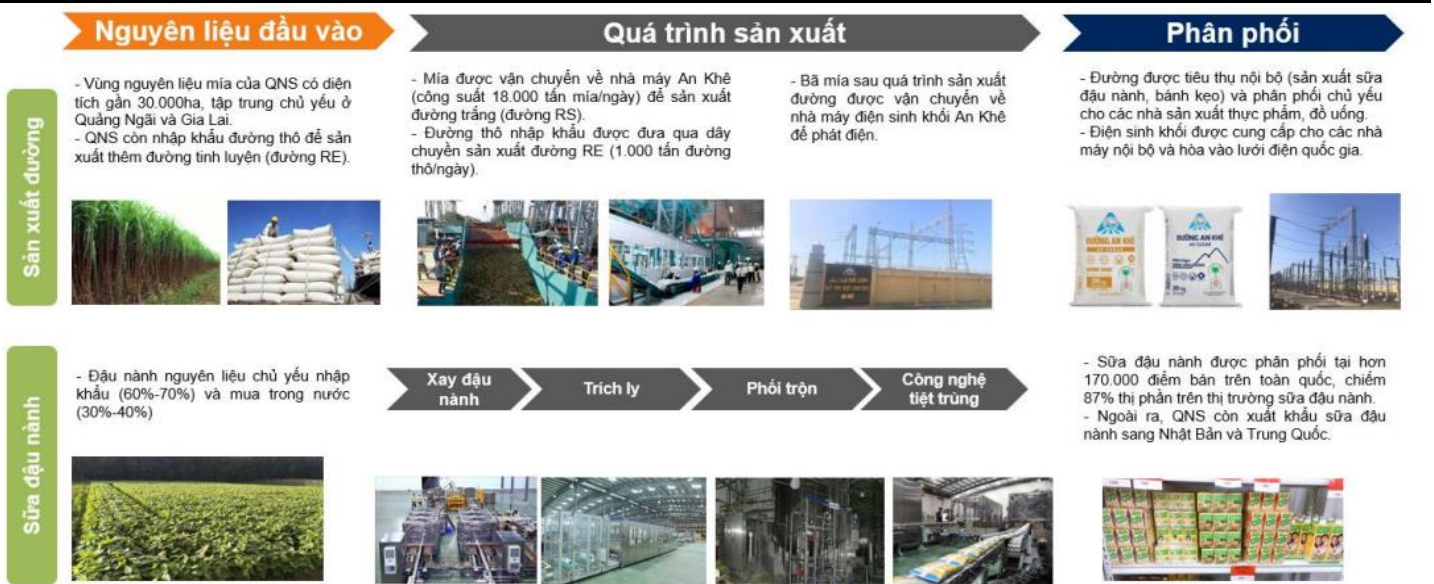 Nguyên liệu đầu vào
Quá trình sản xuất
Phân phối
Sản xuất đường
- Vùng nguyên liệu mía của QNS có diện
tích gần 30.000ha, tập trung chủ yếu ở
Quảng Ngãi và Gia Lai.
- QNS còn nhập khẩu đường thô để sản
xuất thêm đường tinh luyện (đường RE).
- Mía được vận chuyển về nhà máy An Khê
(công suất 18.000 tấn mía/ngày) để sản xuất
đường trắng (đường RS).
- Đường thô nhập khẩu được đưa qua dây
chuyền sản xuất đường RE (1.000 tấn đường
thô/ngày).
- Bã mía sau quá trình sản xuất
đường được vận chuyển về
nhà máy điện sinh khối An Khê
để phát điện.
- Đường được tiêu thụ nội bộ (sản xuất sữa
đậu nành, bánh kẹo) và phân phối chủ yếu
cho các nhà sản xuất thực phẩm, đồ uống.
- Điện sinh khối được cung cấp cho các nhà
máy nội bộ và hòa vào lưới điện quốc gia.
ĐƯỜNG AN KHÊ
ĐƯỜNG AN KHÊ
Sữa đậu nành
- Đậu nành nguyên liệu chủ yếu nhập
khẩu (60%-70%) và mua trong nước
(30%-40%)
Xay đậu
nành
Trích ly
Phối trộn
Công nghệ
tiệt trùng
- Sữa đậu nành được phân phối tại hơn
170.000 điểm bán trên toàn quốc, chiếm
87% thị phần trên thị trường sữa đậu nành.
- Ngoài ra, QNS còn xuất khẩu sữa đậu
nành sang Nhật Bản và Trung Quốc.